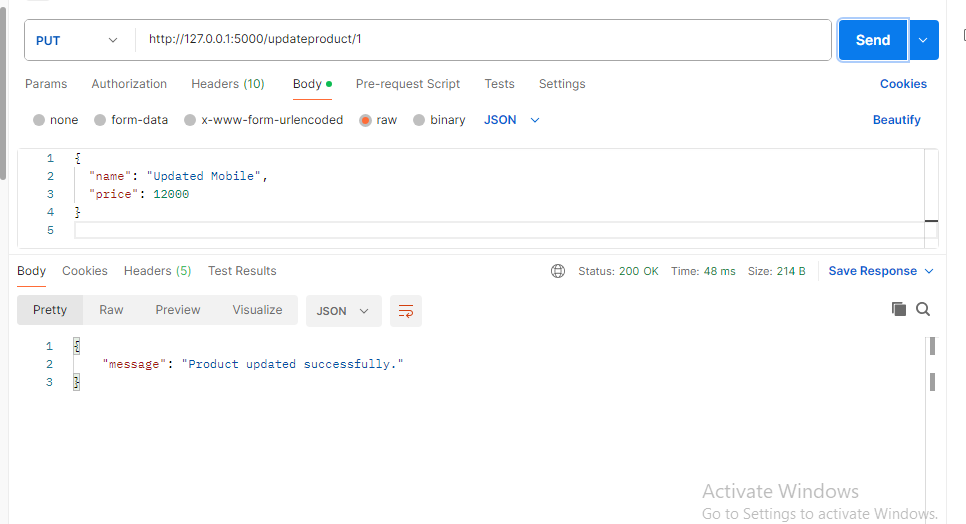 PUT http://127.0.0.1:5000/updateproduct/1 Send
Params Authorization Headers (10) Body Pre-request Script Tests Settings Cookies
none form-data x-www-form-urlencoded raw binary JSON Beautify
1 {
2 "name": "Updated Mobile",
3 "price": 12000
4 }
5
Body Cookies Headers (5) Test Results Status: 200 OK Time: 48 ms Size: 214 B Save Response
Pretty Raw Preview Visualize JSON
1 {
2 "message": "Product updated successfully."
3 }
Activate Windows
Go to Settings to activate Windows.